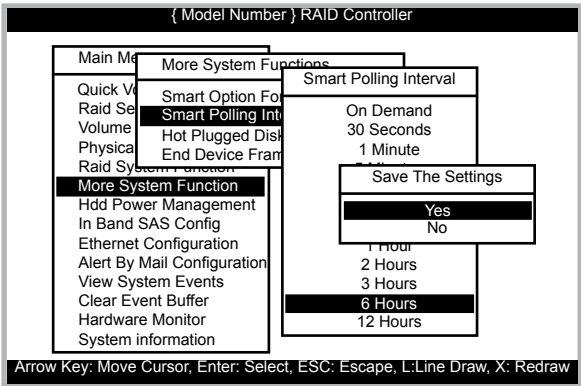 { Model Number } RAID Controller
Main Me
Quick Vo
Raid Se
Volume
Physica
Raid System Function
More System Function
Hdd Power Management
In Band SAS Config
Ethernet Configuration
Alert By Mail Configuration
View System Events
Clear Event Buffer
Hardware Monitor
System information
More System Functions
Smart Option For
Smart Polling Inte
Hot Plugged Disk
End Device Fram
Smart Polling Interval
On Demand
30 Seconds
1 Minute
1 Hour
2 Hours
3 Hours
6 Hours
12 Hours
Save The Settings
Yes
No
Arrow Key: Move Cursor, Enter: Select, ESC: Escape, L:Line Draw, X: Redraw